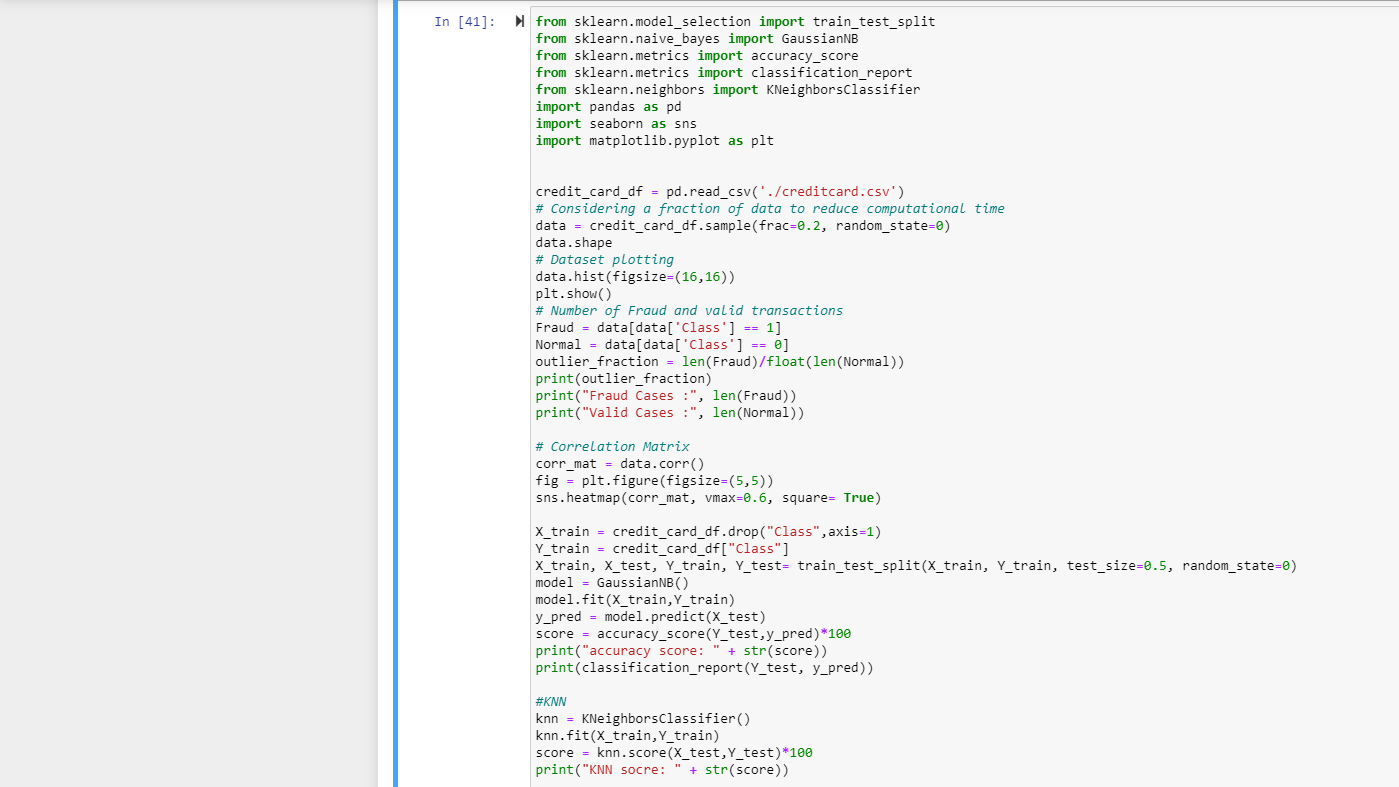 In [41]:
from sklearn.model_selection import train_test_split
from sklearn.naive_bayes import GaussianNB
from sklearn.metrics import accuracy_score
from sklearn.metrics import classification_report
from sklearn.neighbors import KNeighborsClassifier
import pandas as pd
import seaborn as sns
import matplotlib.pyplot as plt
credit_card_df = pd.read_csv('./creditcard.csv')
# Considering a fraction of data to reduce computational time
data = credit_card_df.sample(frac=0.2, random_state=0)
data.shape
# Dataset plotting
data.hist(figsize=(16,16))
plt.show()
# Number of Fraud and valid transactions
Fraud = data[data['Class'] == 1]
Normal = data[data['Class'] == 0]
outlier_fraction = len(Fraud)/float(len(Normal))
print(outlier_fraction)
print("Fraud Cases :", len(Fraud))
print("Valid Cases :", len(Normal))
# Correlation Matrix
corr_mat = data.corr()
fig = plt.figure(figsize=(5,5))
sns.heatmap(corr_mat, vmax=0.6, square= True)
X_train = credit_card_df.drop("Class",axis=1)
Y_train = credit_card_df["Class"]
X_train, X_test, Y_train, Y_test= train_test_split(X_train, Y_train, test_size=0.5, random_state=0)
model = GaussianNB()
model.fit(X_train,Y_train)
y_pred = model.predict(X_test)
score = accuracy_score(Y_test,y_pred)*100
print("accuracy score: " + str(score))
print(classification_report(Y_test, y_pred))
#KNN
knn = KNeighborsClassifier()
knn.fit(X_train,Y_train)
score = knn.score(X_test,Y_test)*100
print("KNN socre: " + str(score))